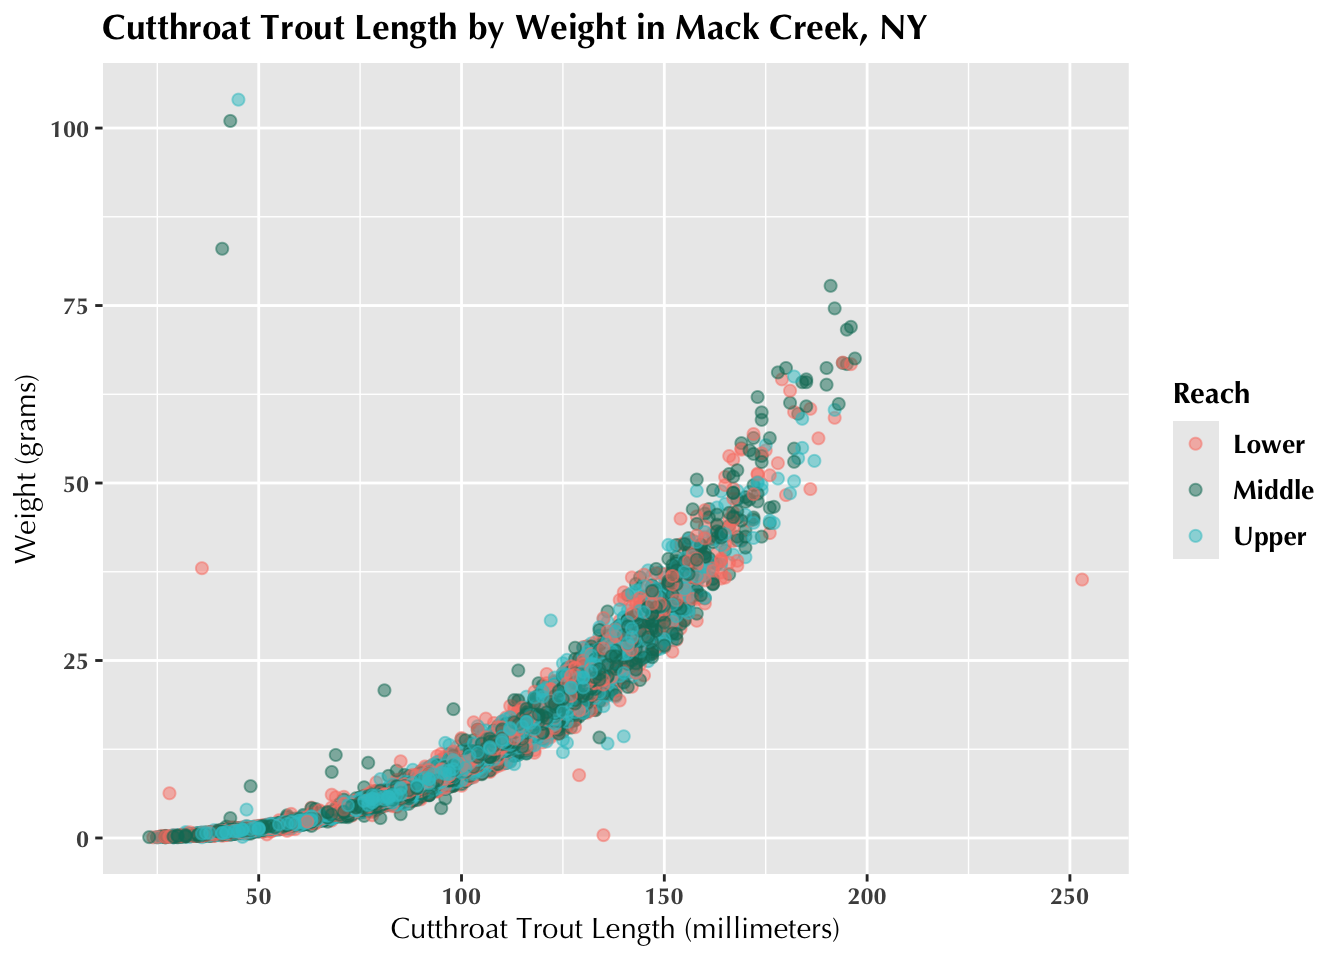 Cutthroat Trout Length by Weight in Mack Creek, NY
Weight (grams)
100
75
50
25
0
50 100 150 200 250
Cutthroat Trout Length (millimeters)
Reach
Lower
Middle
Upper